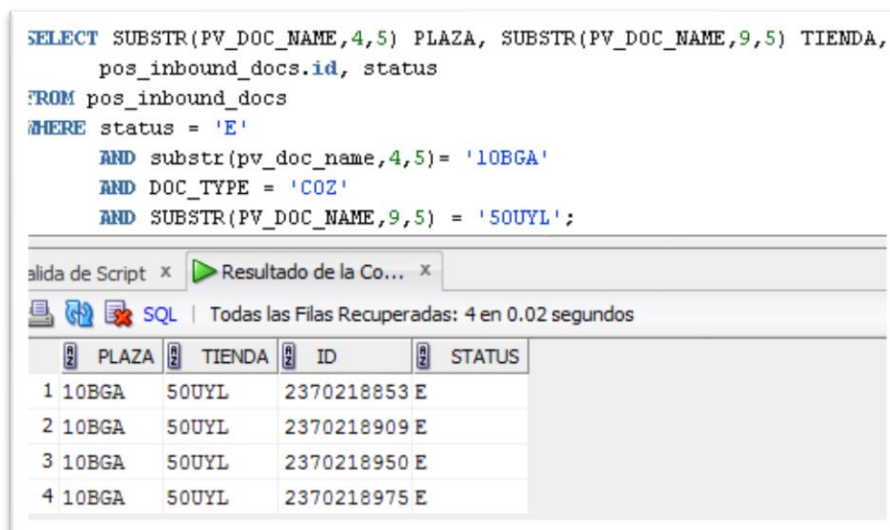 SELECT SUBSTR(PV_DOC_NAME,4,5) PLAZA, SUBSTR(PV_DOC_NAME,9,5) TIENDA,
pos_inbound_docs.id, status
FROM pos_inbound_docs
WHERE status = 'E'
AND substr(pv_doc_name,4,5)= '10BGA'
AND DOC_TYPE = 'COZ'
AND SUBSTR(PV_DOC_NAME,9,5) = '50UYL';
alida de Script x Resultado de la Co... x
SQL | Todas las Filas Recuperadas: 4 en 0.02 segundos
PLAZA TIENDA ID STATUS
1 10BGA 50UYL 2370218853 E
2 10BGA 50UYL 2370218909 E
3 10BGA 50UYL 2370218950 E
4 10BGA 50UYL 2370218975 E